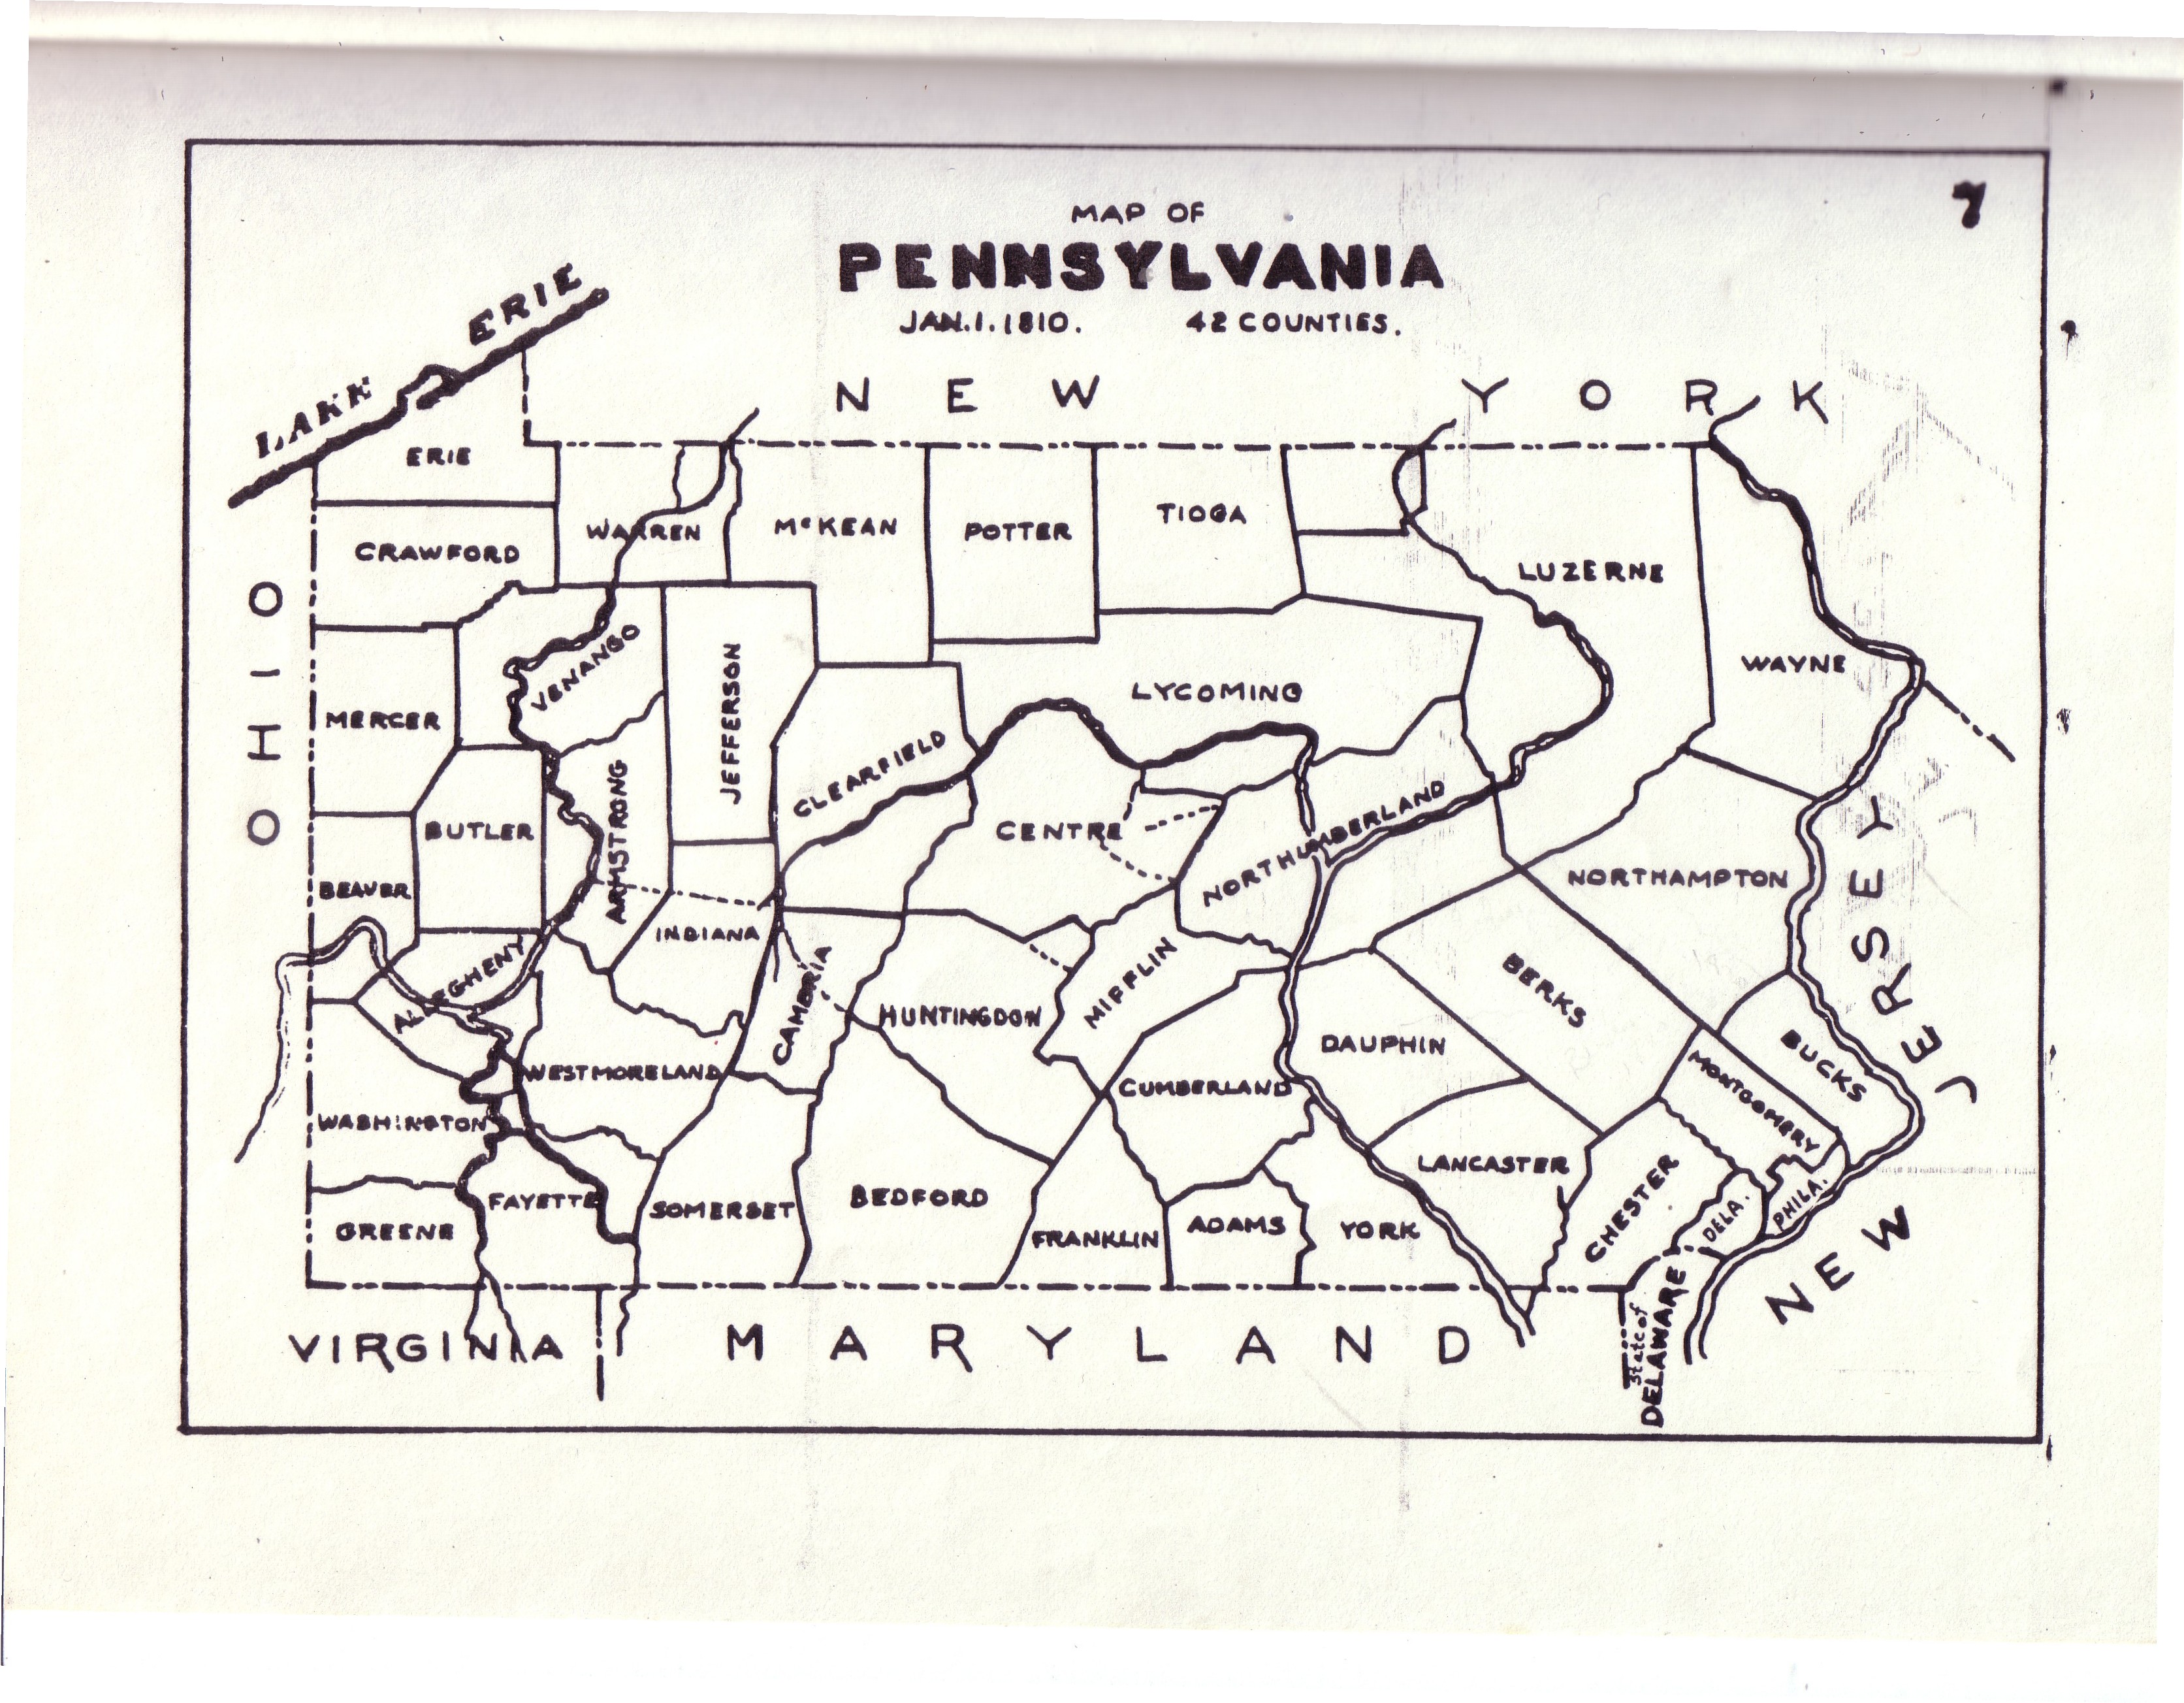 7
MAP OF
PENNSYLVANIA
JAN. 1. 1810. 42 COUNTIES.
LAKE ERIE
NEW YORK
ERIE
CRAWFORD
WARREN
McKEAN
POTTER
TIOGA
LUZERNE
WAYNE
OHIO
MERCER
VENANGO
JEFFERSON
CLEARFIELD
LYCOMING
BUTLER
ARMSTRONG
CENTRE
NORTHUMBERLAND
NORTHAMPTON
BEAVER
ALLEGHENY
INDIANA
CAMBRIA
HUNTINGDON
MIFFLIN
DAUPHIN
BERKS
BUCKS
WESTMORELAND
CUMBERLAND
MONTGOMERY
WASHINGTON
GREENE
FAYETTE
SOMERSET
BEDFORD
FRANKLIN
ADAMS
YORK
LANCASTER
CHESTER
DELA.
PHILA.
NEW JERSEY
VIRGINIA
MARYLAND
State of
DELAWARE